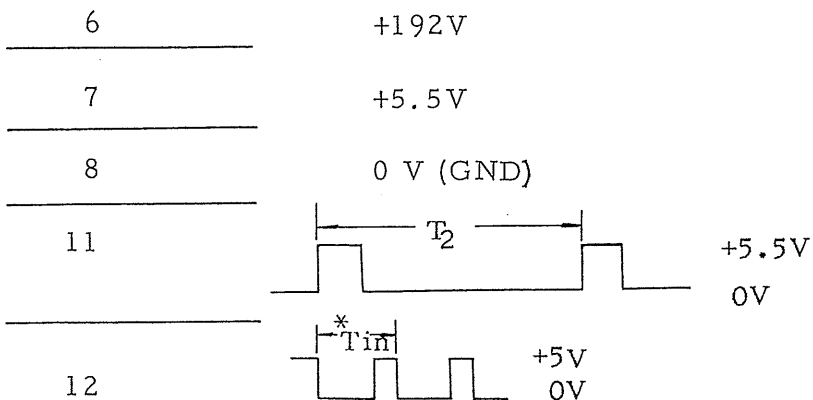 6 +192V
7 +5.5V
8 0 V (GND)
T2
11 +5.5V
0V
*Tin
+5V
12 0V